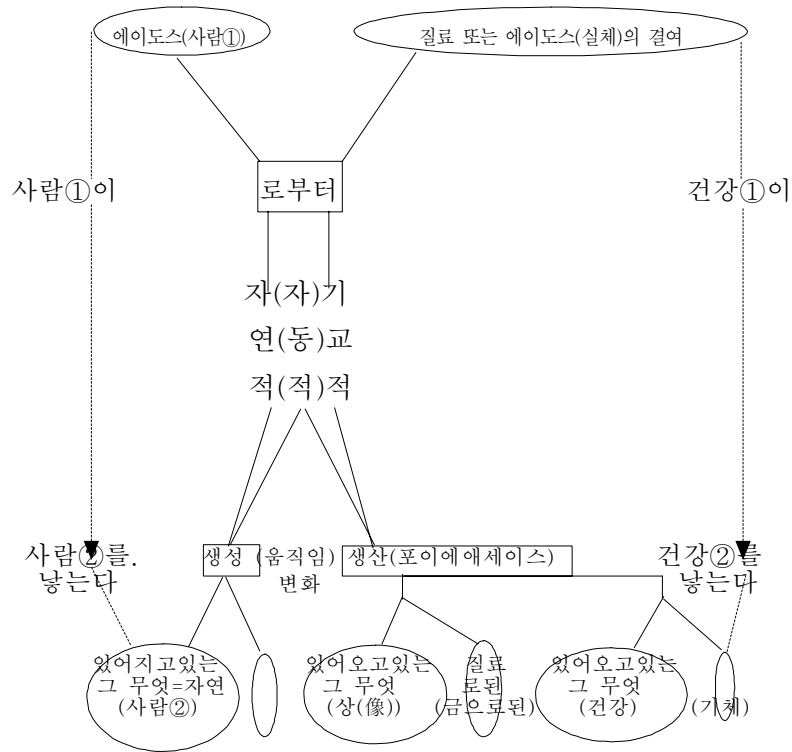 에이도스(사람①)
질료 또는 에이도스(실체)의 결여
사람①이
로부터
건강①이
자(자)기
연(동)교
적(적)적
사람②를.
낳는다
생성 (움직임)
변화
생산(포이에애세이스)
건강②를
낳는다
있어지고있는
그 무엇=자연
(사람②)
있어오고있는
그 무엇
(상(像))
질료
로된
(금으로된)
있어오고있는
그 무엇
(건강)
(기체)